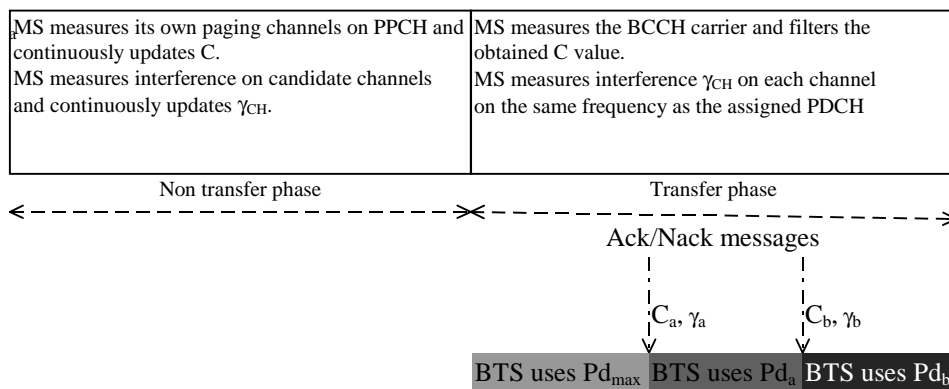 a MS measures its own paging channels on PPCH and
continuously updates C.
MS measures interference on candidate channels
and continuously updates γCH.
MS measures the BCCH carrier and filters the
obtained C value.
MS measures interference γCH on each channel
on the same frequency as the assigned PDCH
Non transfer phase
Transfer phase
Ack/Nack messages
Ca, γa
Cb, γb
BTS uses Pdmax
BTS uses Pda
BTS uses Pdb